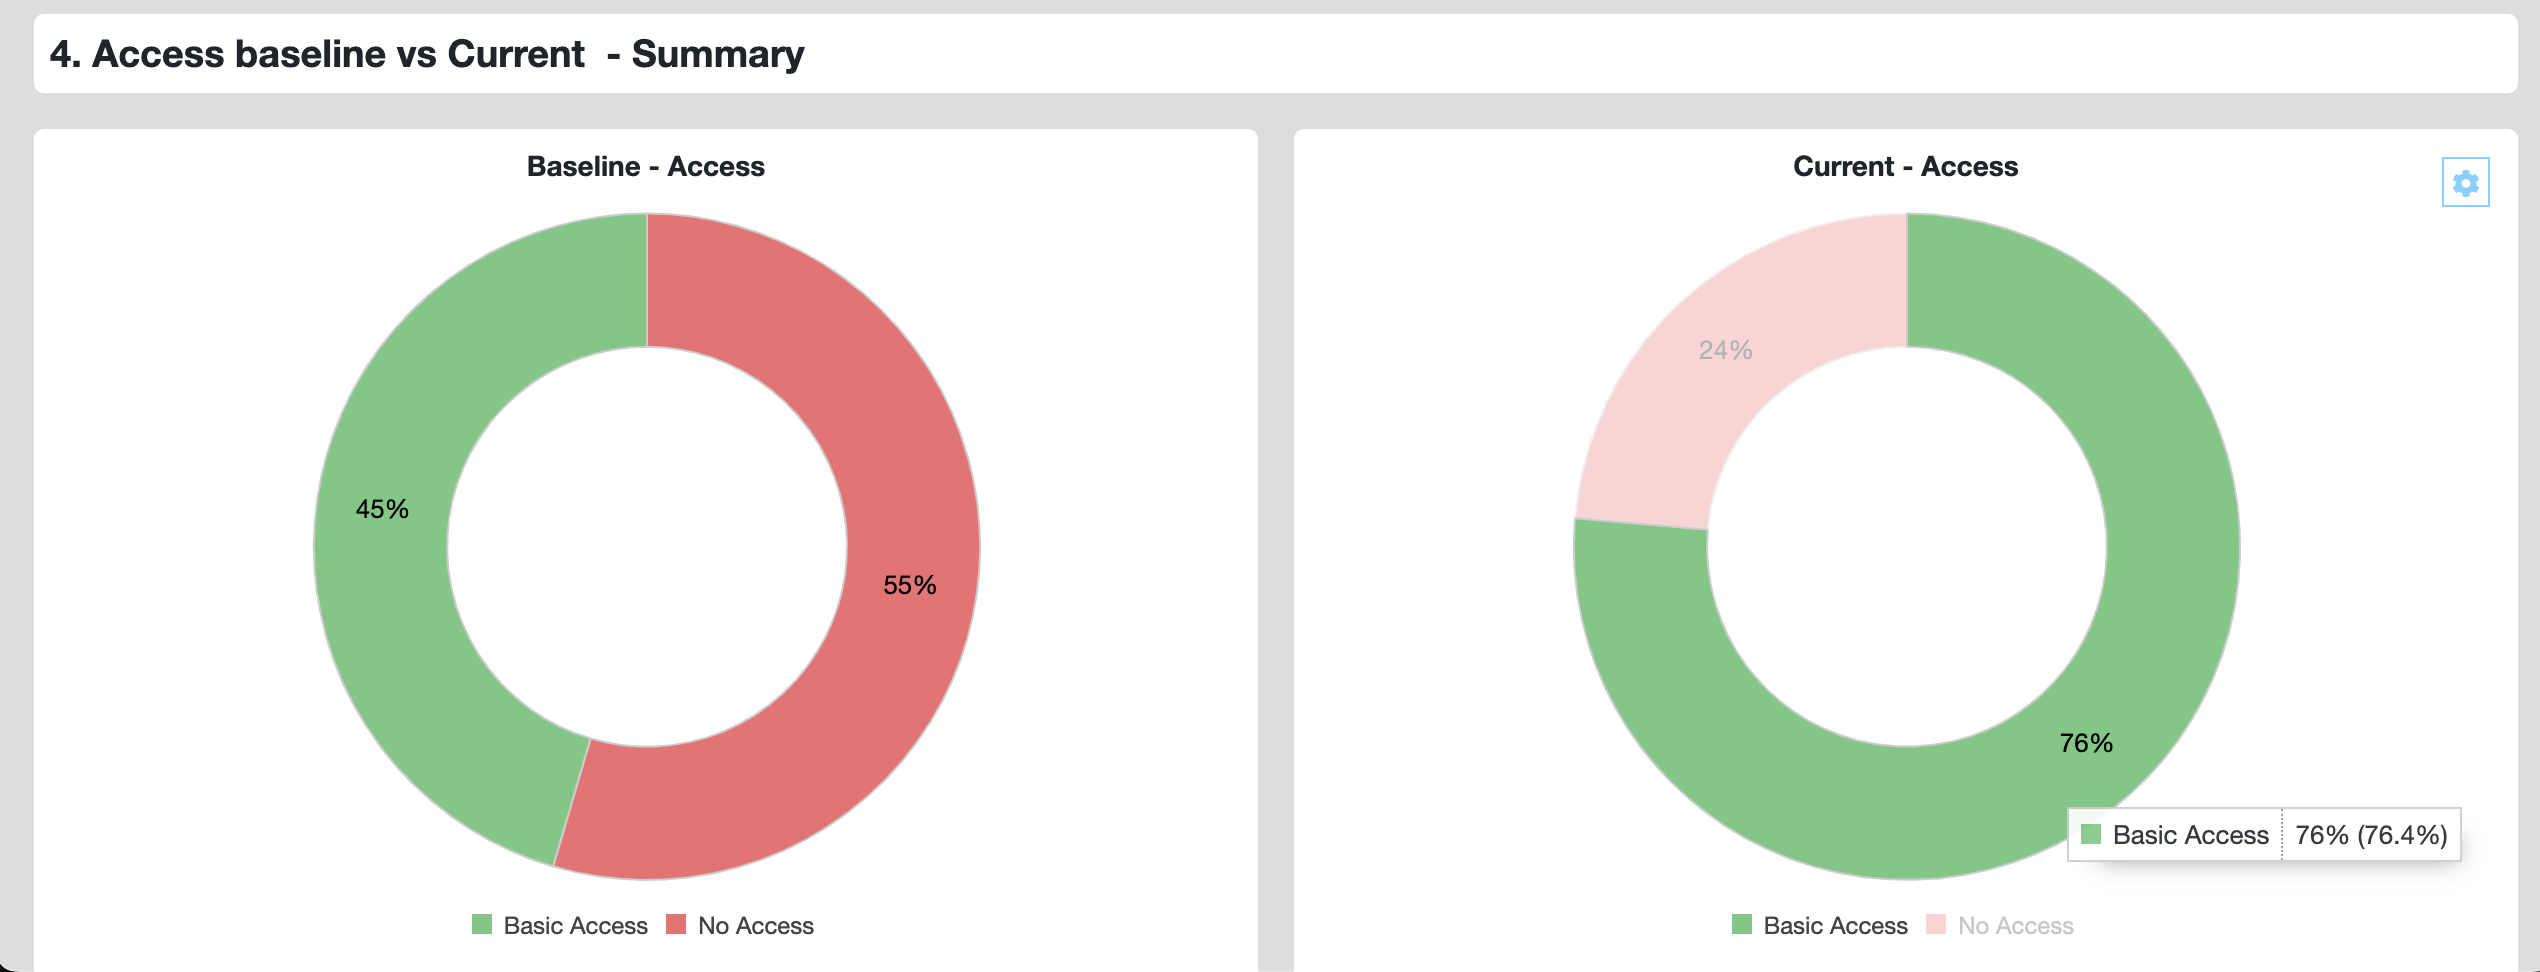 4. Access baseline vs Current  - Summary
Baseline - Access
45%
55%
Basic Access
No Access
Current - Access
24%
76%
Basic Access 76% (76.4%)
Basic Access
No Access